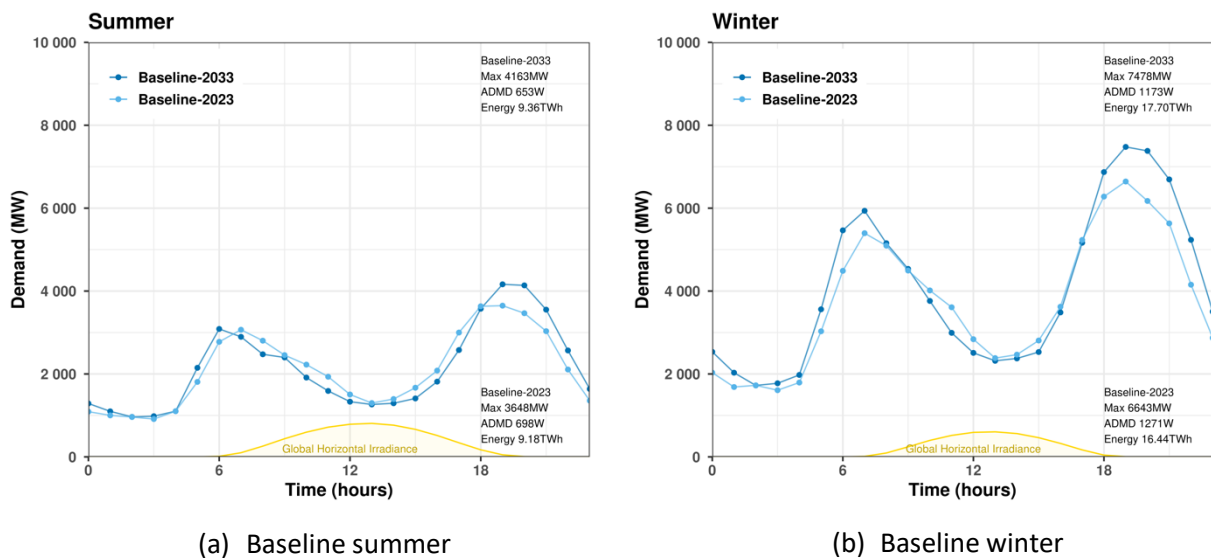 Summer
10 000
8 000
6 000
4 000
2 000
0
Demand (MW)
Baseline-2033
Baseline-2023
Baseline-2033
Max 4163MW
ADMD 653W
Energy 9.36TWh
Baseline-2023
Max 3648MW
ADMD 698W
Energy 9.18TWh
Global Horizontal Irradiance
0 6 12 18
Time (hours)
(a) Baseline summer
Winter
10 000
8 000
6 000
4 000
2 000
0
Demand (MW)
Baseline-2033
Baseline-2023
Baseline-2033
Max 7478MW
ADMD 1173W
Energy 17.70TWh
Baseline-2023
Max 6643MW
ADMD 1271W
Energy 16.44TWh
Global Horizontal Irradiance
0 6 12 18
Time (hours)
(b) Baseline winter